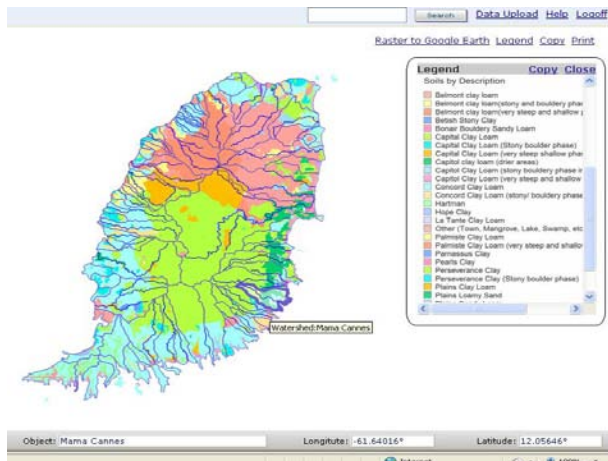 Search Data Upload Help Logoff
Raster to Google Earth Legend Copy Print
Legend Copy Close
Soils by Description
Belmont clay loam
Belmont clay loam(stony and bouldery phas
Belmont clay loam(very steep and shallow p
Betish Stony Clay
Bonair Bouldery Sandy Loam
Capital Clay Loam
Capital Clay Loam (Stony boulder phase)
Capital Clay Loam (very steep shallow phas
Capitol clay loam (drier areas)
Capitol Clay Loam (stony bouldery phase i
Capitol Clay Loam (very steep and shallow
Concord Clay Loam
Concord Clay Loam (stony/ bouldery phase
Hartman
Hope Clay
La Tante Clay Loam
Other (Town, Mangrove, Lake, Swamp, etc
Palmiste Clay Loam
Palmiste Clay Loam (very steep and shallo
Parnassus Clay
Pearls Clay
Perseverance Clay
Perseverance Clay (Stony boulder phase)
Plains Clay Loam
Plains Loamy Sand
Watershed:Mama Cannes
Object: Mama Cannes Longitute: -61.64016° Latitude: 12.05646°